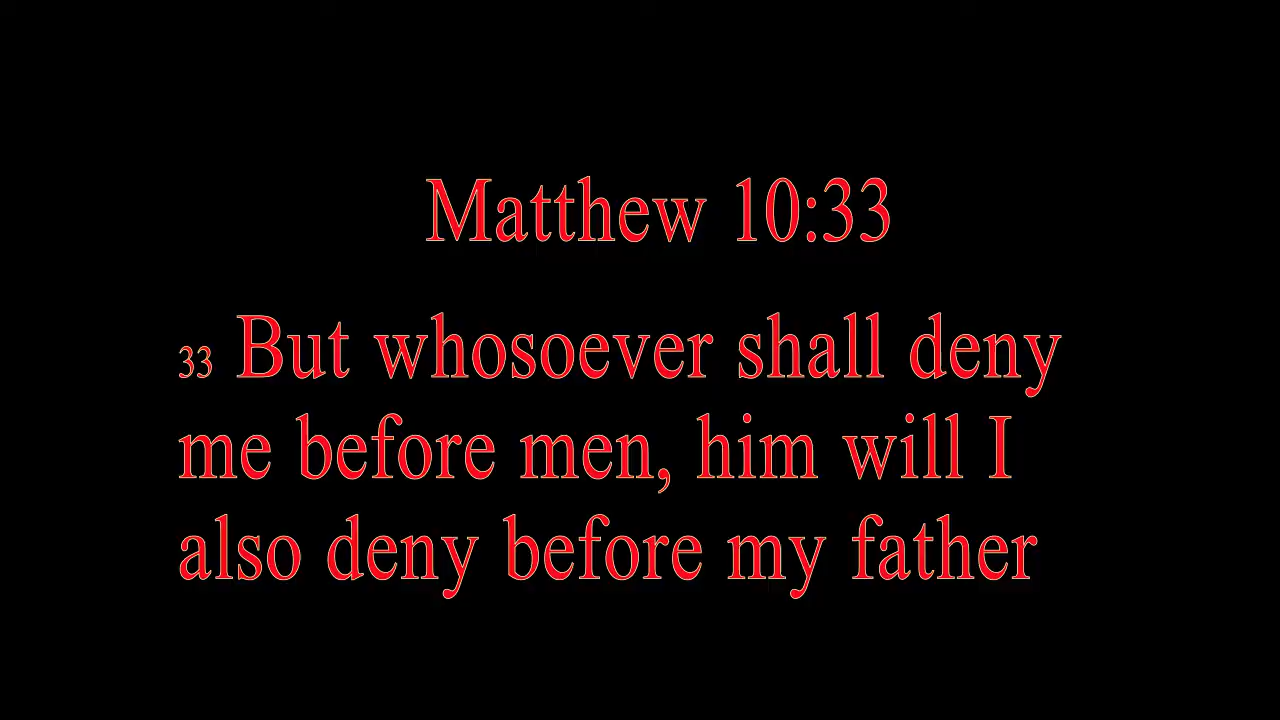 Matthew 10:33
33 But whosoever shall deny
me before men, him will I
also deny before my father